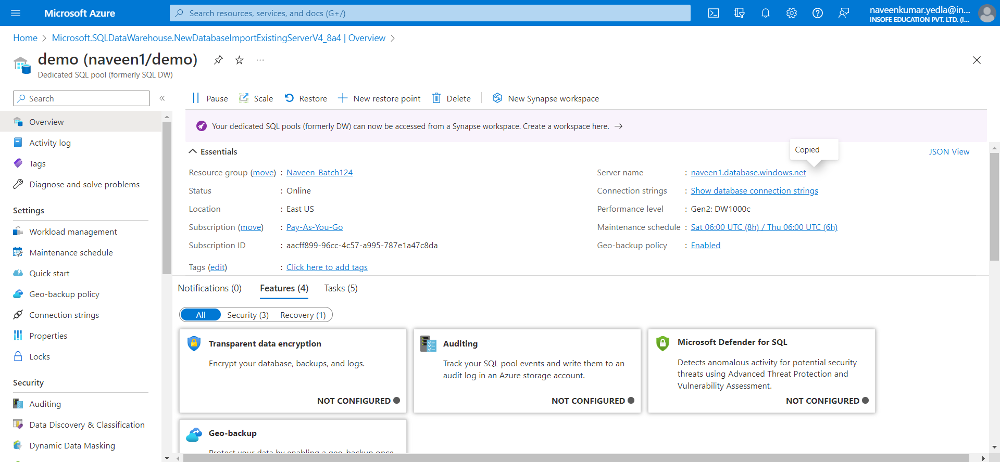 Microsoft Azure
Search resources, services, and docs (G+/)
naveenkumar.yedla@in...
INSOFE EDUCATION PVT. LTD. (I...
Home > Microsoft.SQLDataWarehouse.NewDatabaseImportExistingServerV4_8a4 | Overview >
demo (naveen1/demo) ...
Dedicated SQL pool (formerly SQL DW)
Search «
Pause Scale Restore New restore point Delete New Synapse workspace
Your dedicated SQL pools (formerly DW) can now be accessed from a Synapse workspace. Create a workspace here. →
Overview
Activity log
Tags
Diagnose and solve problems
Settings
Workload management
Maintenance schedule
Quick start
Geo-backup policy
Connection strings
Properties
Locks
Security
Auditing
Data Discovery & Classification
Dynamic Data Masking
Essentials
Copied
JSON View
Resource group (move) : Naveen_Batch124
Status : Online
Location : East US
Subscription (move) : Pay-As-You-Go
Subscription ID : aacff899-96cc-4c57-a995-787e1a47c8da
Tags (edit) : Click here to add tags
Server name : naveen1.database.windows.net
Connection strings : Show database connection strings
Performance level : Gen2: DW1000c
Maintenance schedule : Sat 06:00 UTC (8h) / Thu 06:00 UTC (6h)
Geo-backup policy : Enabled
Notifications (0) Features (4) Tasks (5)
All Security (3) Recovery (1)
Transparent data encryption
Encrypt your database, backups, and logs.
NOT CONFIGURED
Auditing
Track your SQL pool events and write them to an
audit log in an Azure storage account.
NOT CONFIGURED
Microsoft Defender for SQL
Detects anomalous activity for potential security
threats using Advanced Threat Protection and
Vulnerability Assessment.
NOT CONFIGURED
Geo-backup
Protect your data by enabling a geo-backup once